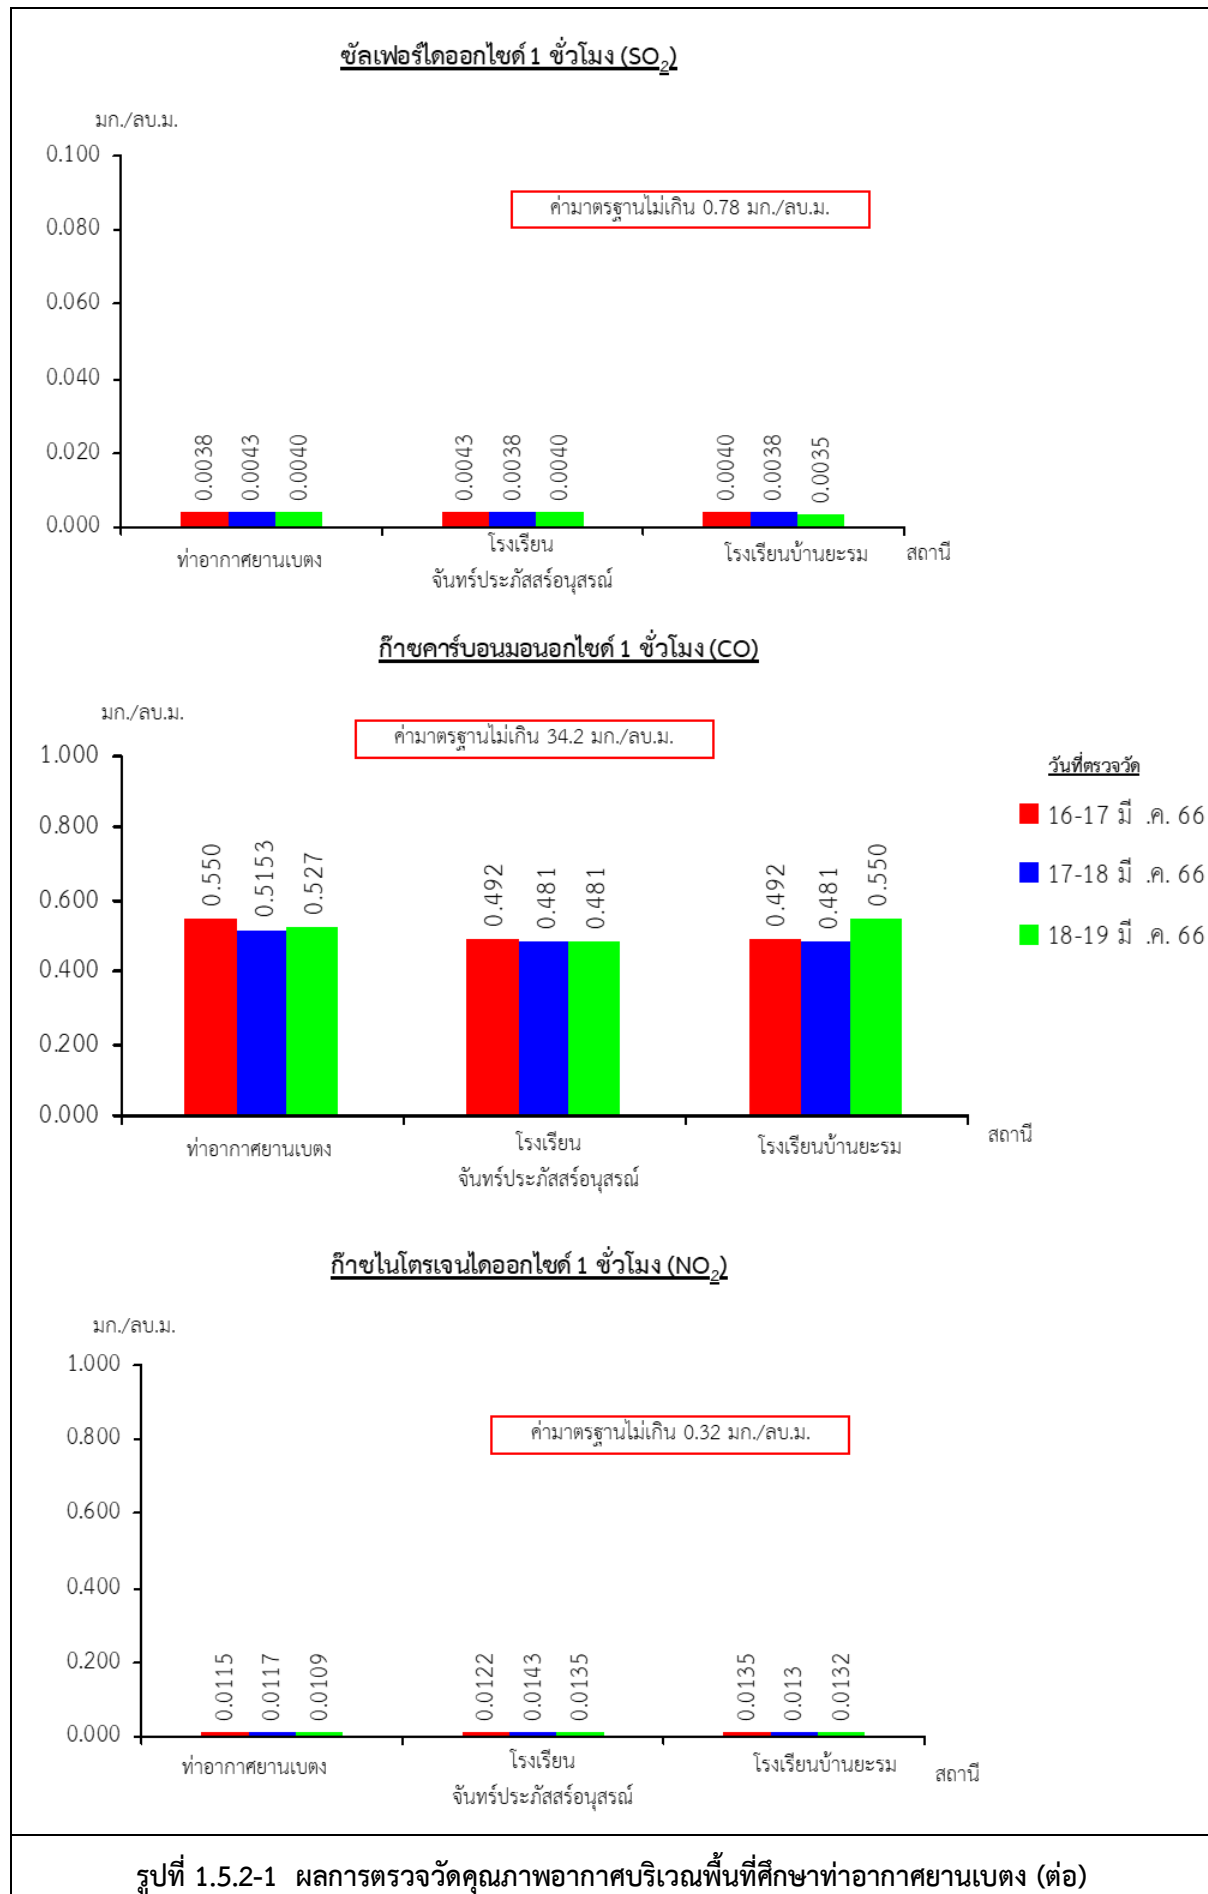 ซัลเฟอร์ไดออกไซด์ 1 ชั่วโมง (SO2)
มก./ลบ.ม.
0.100
ค่ามาตรฐานไม่เกิน 0.78 มก./ลบ.ม.
0.080
0.060
0.040
0.020
0.0038 0.0043 0.0040 0.0043 0.0038 0.0040 0.0040 0.0038 0.0035
0.000
ท่าอากาศยานเบตง โรงเรียน โรงเรียนบ้านยะรม สถานี
จันทร์ประภัสสร์อนุสรณ์
ก๊าซคาร์บอนมอนอกไซด์ 1 ชั่วโมง (CO)
มก./ลบ.ม.
ค่ามาตรฐานไม่เกิน 34.2 มก./ลบ.ม.
1.000
วันที่ตรวจวัด
16-17 มี .ค. 66
17-18 มี .ค. 66
18-19 มี .ค. 66
0.800
0.550 0.5153 0.527 0.492 0.481 0.481 0.492 0.481 0.550
0.600
0.400
0.200
0.000
ท่าอากาศยานเบตง โรงเรียน โรงเรียนบ้านยะรม สถานี
จันทร์ประภัสสร์อนุสรณ์
ก๊าซไนโตรเจนไดออกไซด์ 1 ชั่วโมง (NO2)
มก./ลบ.ม.
1.000
ค่ามาตรฐานไม่เกิน 0.32 มก./ลบ.ม.
0.800
0.600
0.400
0.200
0.0115 0.0117 0.0109 0.0122 0.0143 0.0135 0.0135 0.013 0.0132
0.000
ท่าอากาศยานเบตง โรงเรียน โรงเรียนบ้านยะรม สถานี
จันทร์ประภัสสร์อนุสรณ์
รูปที่ 1.5.2-1 ผลการตรวจวัดคุณภาพอากาศบริเวณพื้นที่ศึกษาท่าอากาศยานเบตง (ต่อ)